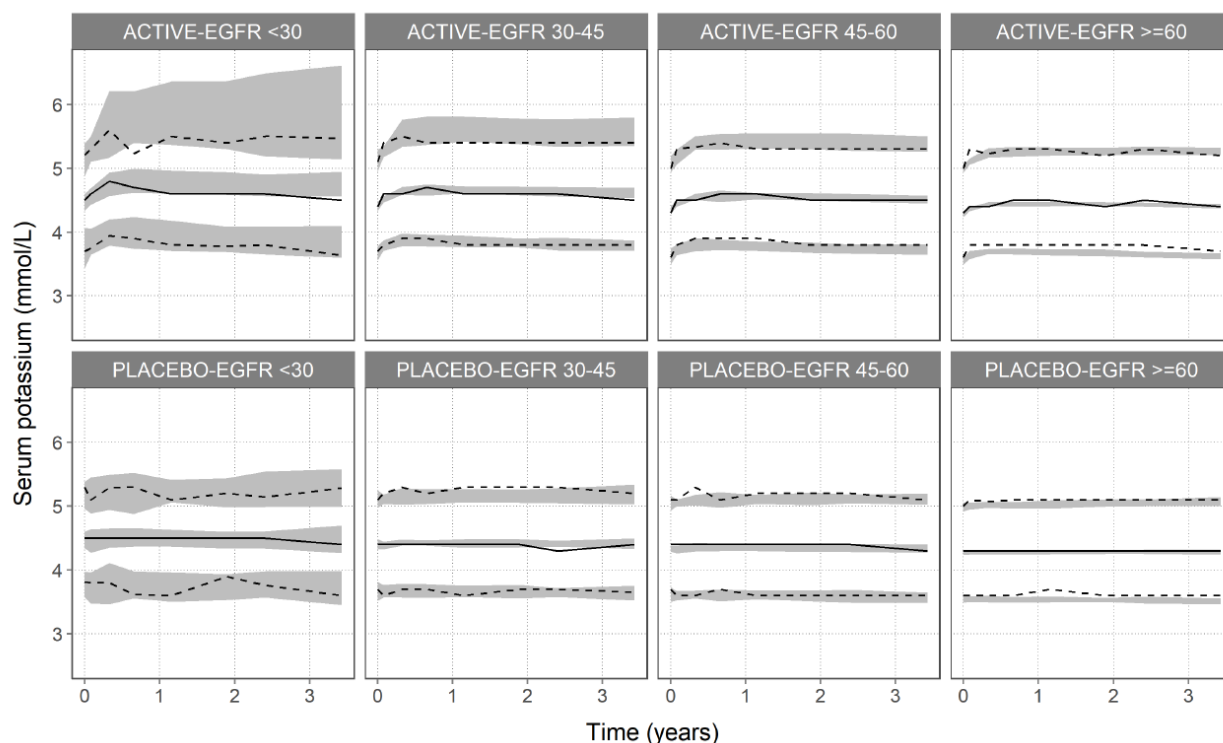 ACTIVE-EGFR <30 ACTIVE-EGFR 30-45 ACTIVE-EGFR 45-60 ACTIVE-EGFR >=60
6
5
4
3
PLACEBO-EGFR <30 PLACEBO-EGFR 30-45 PLACEBO-EGFR 45-60 PLACEBO-EGFR >=60
6
5
4
3
0 1 2 3 0 1 2 3 0 1 2 3 0 1 2 3
Serum potassium (mmol/L)
Time (years)